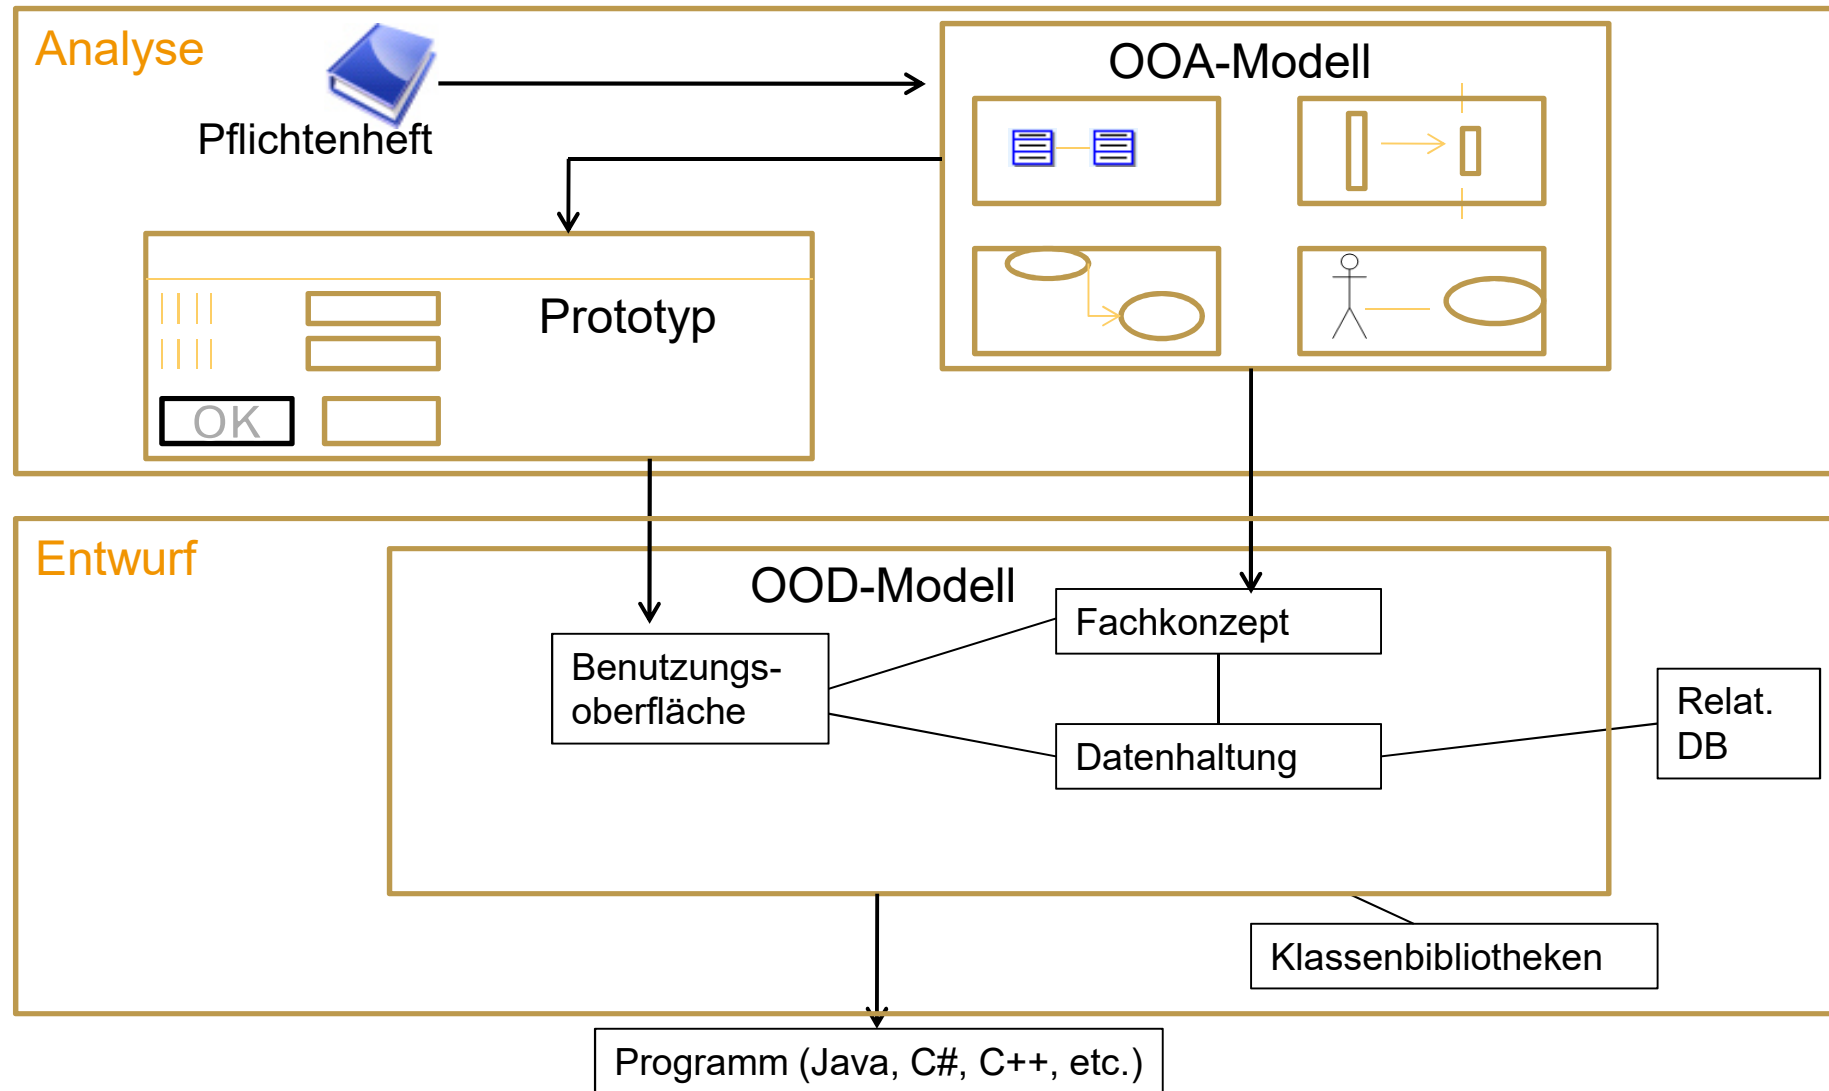 Analyse
OOA-Modell
Pflichtenheft
Prototyp
OK
Entwurf
OOD-Modell
Fachkonzept
Benutzungs-
oberfläche
Datenhaltung
Relat.
DB
Klassenbibliotheken
Programm (Java, C#, C++, etc.)